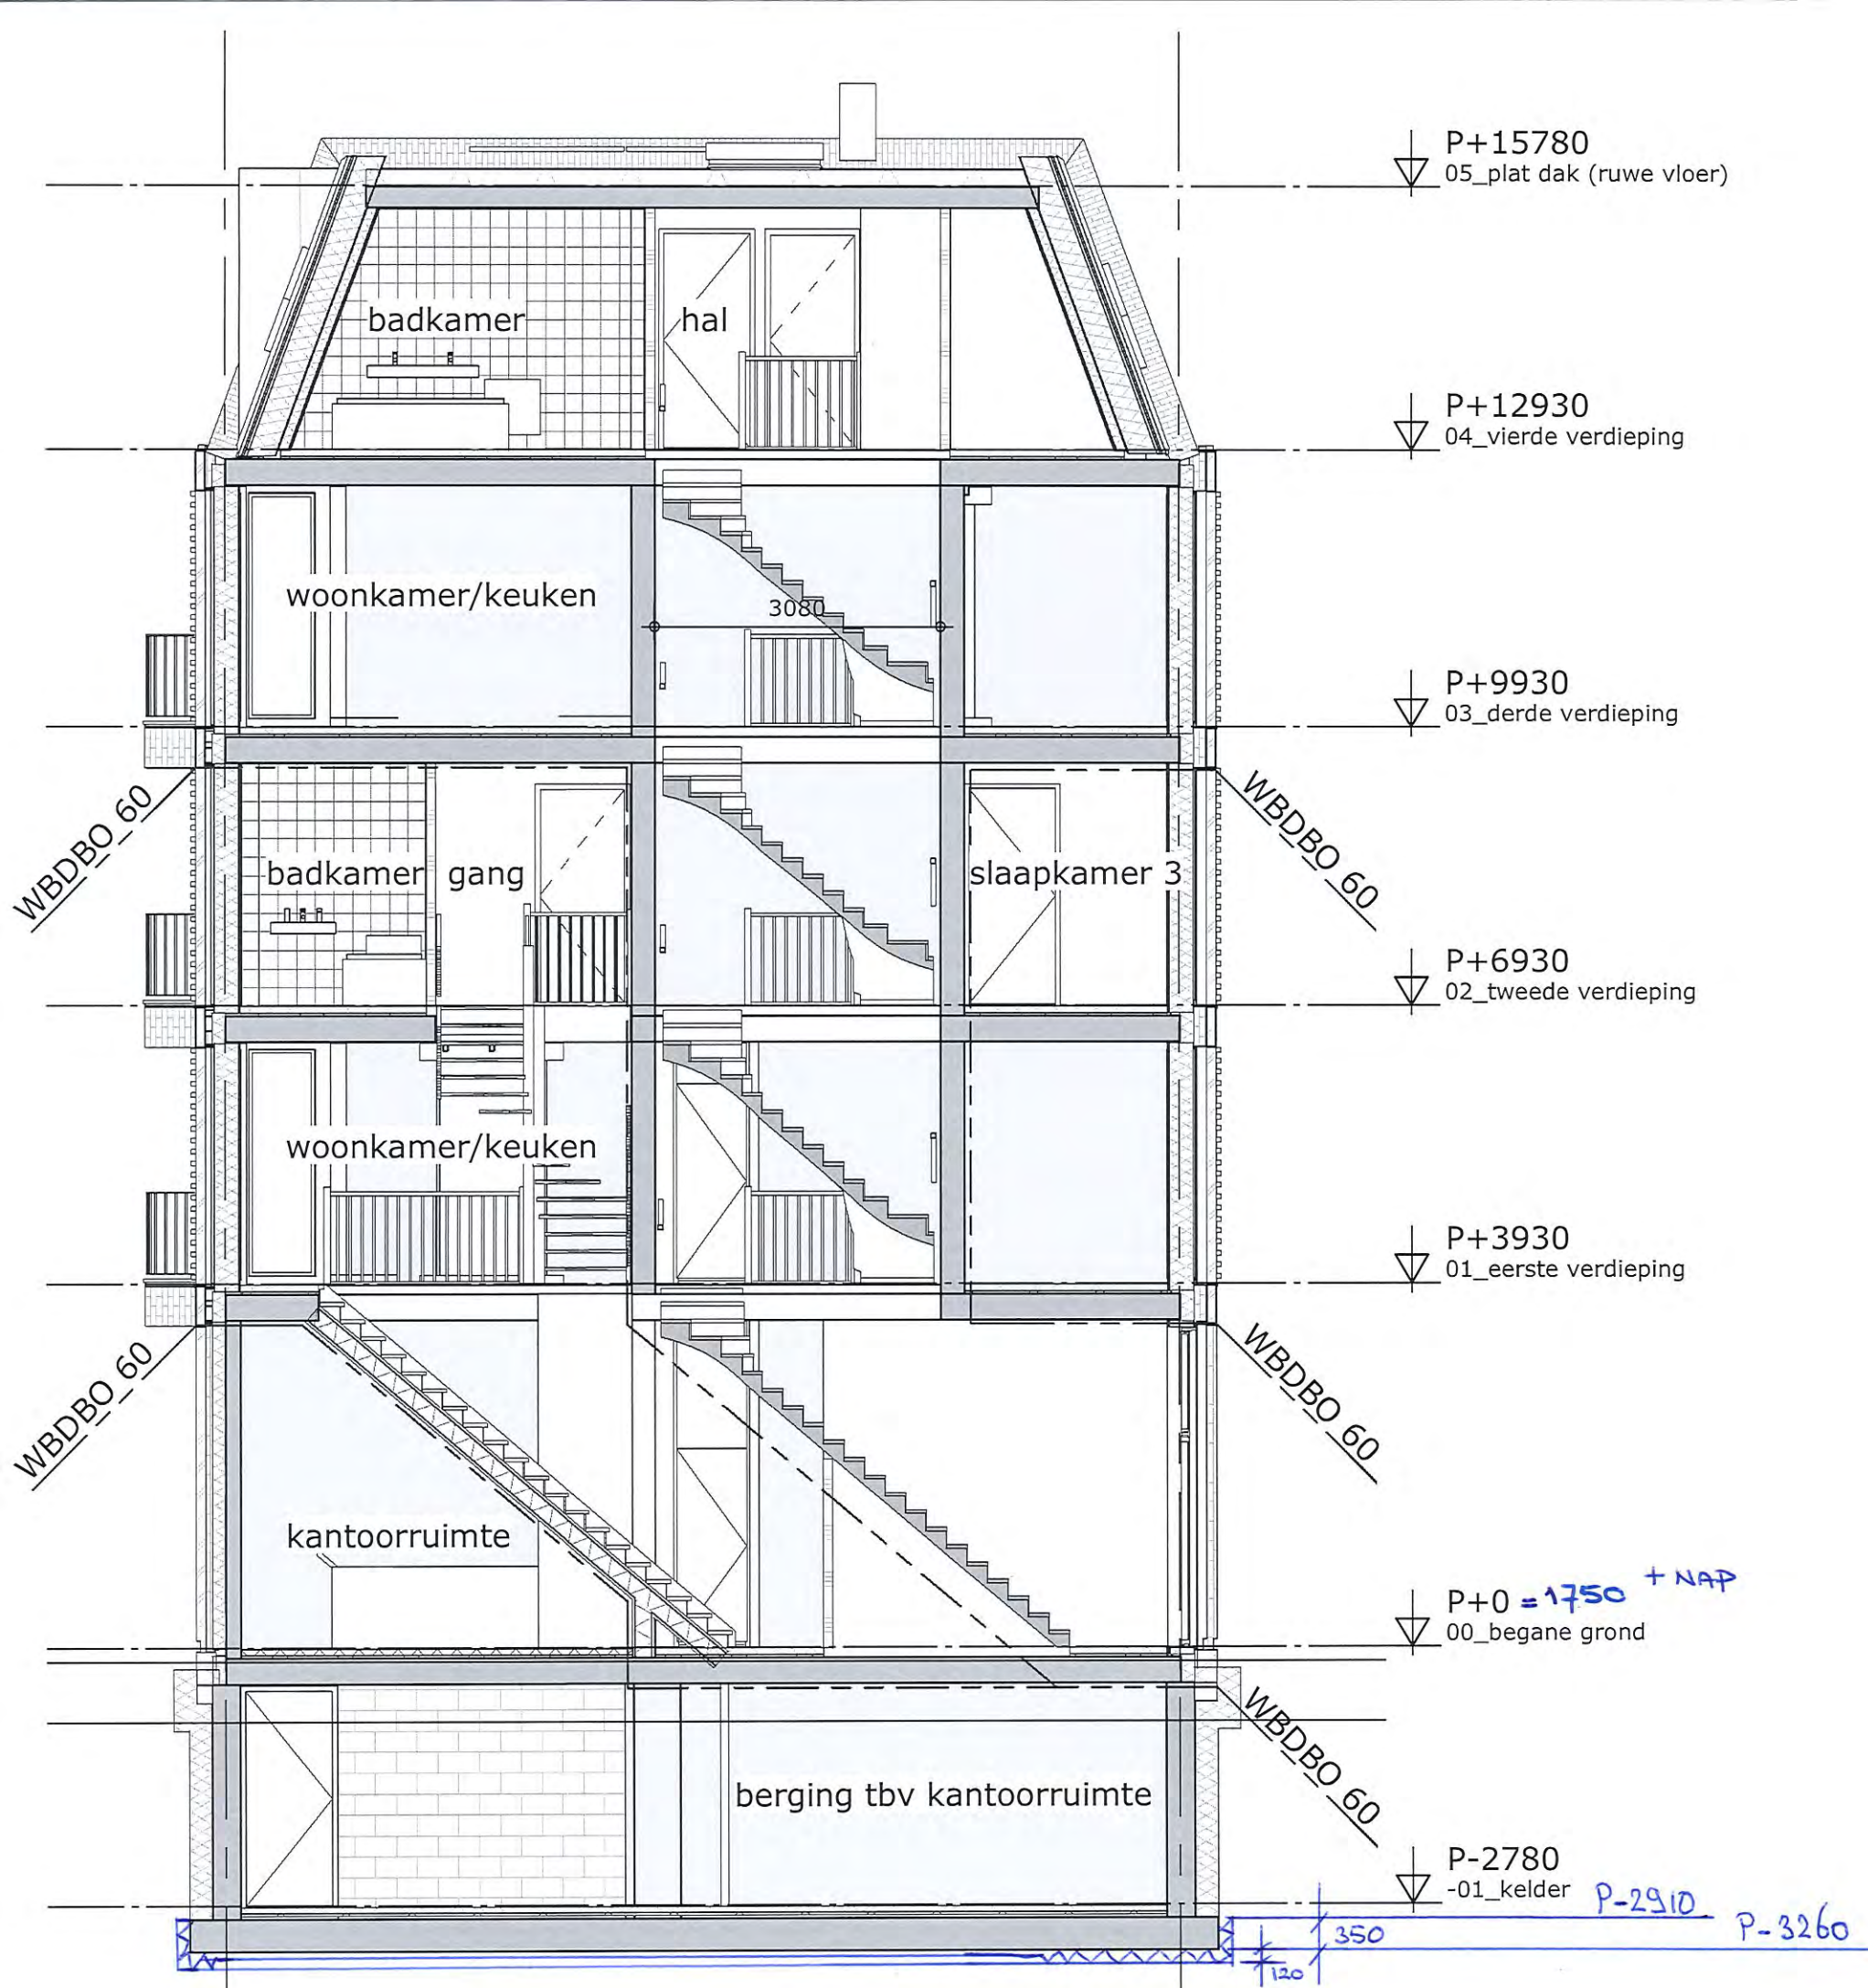 P+15780
05_plat dak (ruwe vloer)
badkamer
hal
P+12930
04_vierde verdieping
woonkamer/keuken
3080
P+9930
03_derde verdieping
WBDBO_60
WBDBO_60
badkamer
gang
slaapkamer 3
P+6930
02_tweede verdieping
woonkamer/keuken
P+3930
01_eerste verdieping
WBDBO_60
WBDBO_60
kantoorruimte
P+0 = 1750 + NAP
00_begane grond
WBDBO_60
berging tbv kantoorruimte
P-2780
-01_kelder
P-2910
P-3260
350
120